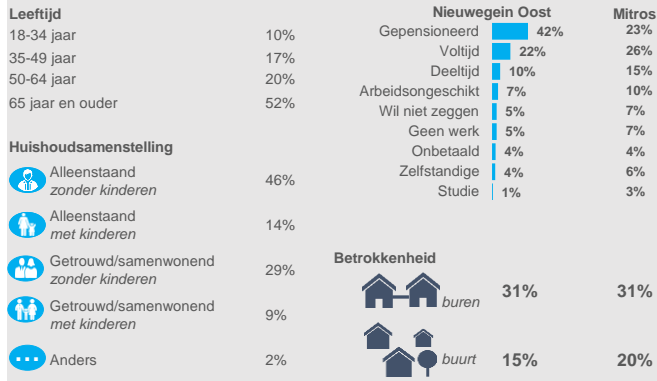 Leeftijd
18-34 jaar 10%
35-49 jaar 17%
50-64 jaar 20%
65 jaar en ouder 52%
Huishoudsamenstelling
Alleenstaand
zonder kinderen 46%
Alleenstaand
met kinderen 14%
Getrouwd/samenwonend
zonder kinderen 29%
Getrouwd/samenwonend
met kinderen 9%
Anders 2%
Nieuwegein Oost Mitros
Gepensioneerd 42% 23%
Voltijd 22% 26%
Deeltijd 10% 15%
Arbeidsongeschikt 7% 10%
Wil niet zeggen 5% 7%
Geen werk 5% 7%
Onbetaald 4% 4%
Zelfstandige 4% 6%
Studie 1% 3%
Betrokkenheid
buren 31% 31%
buurt 15% 20%